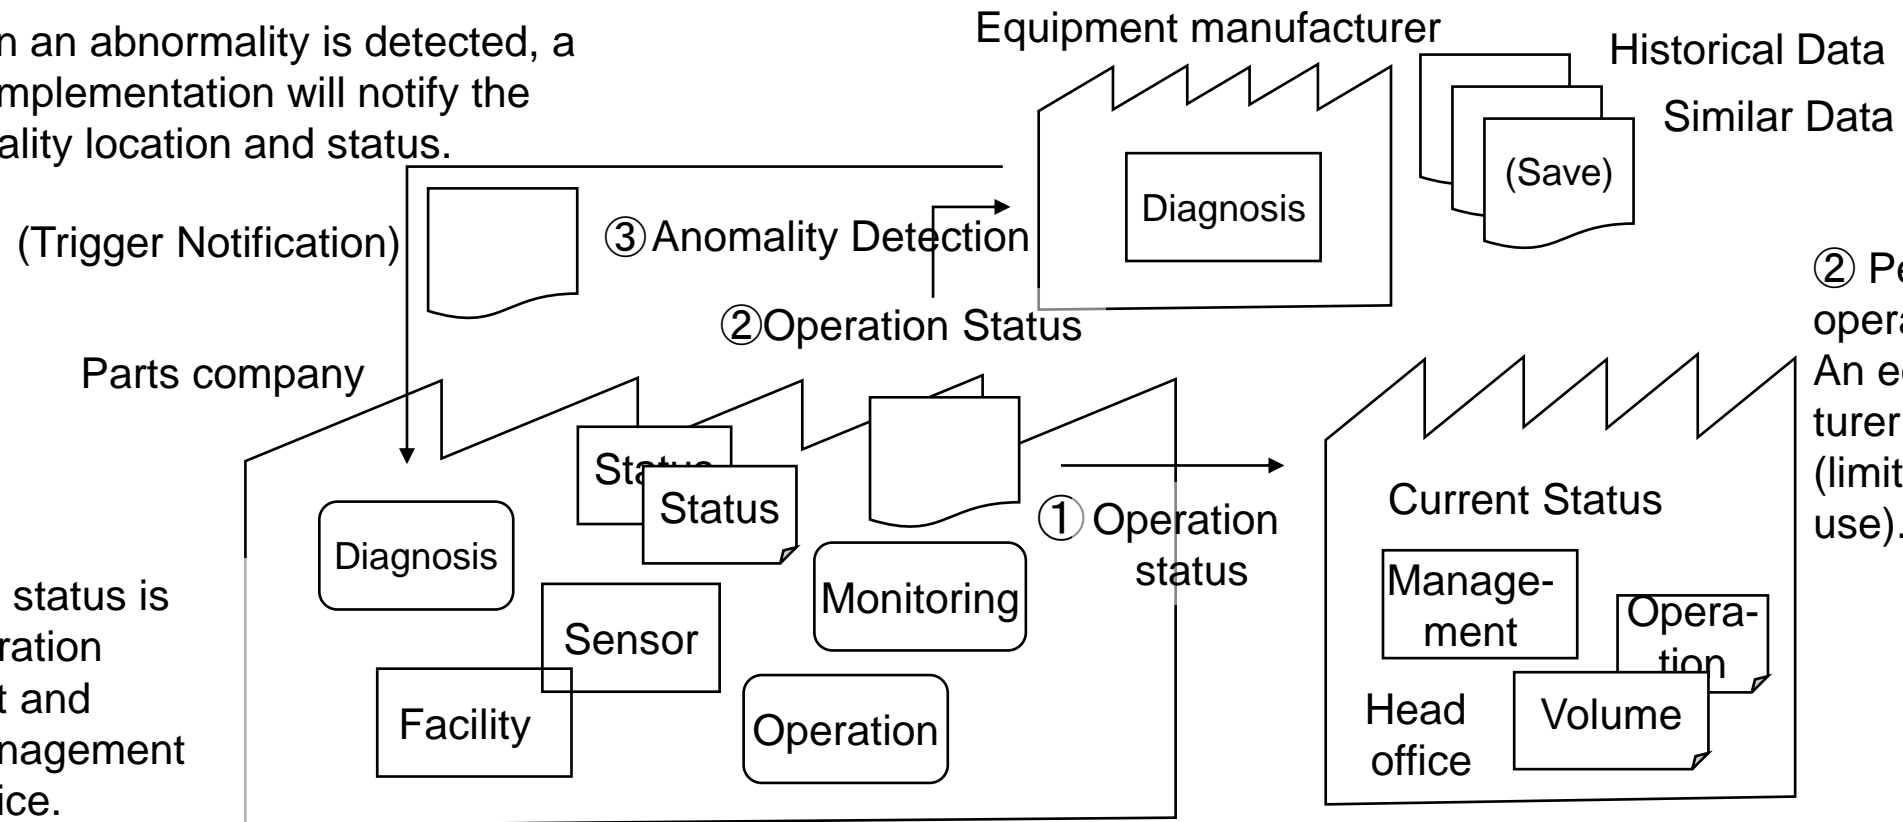 n an abnormality is detected, a
mplementation will notify the
ality location and status.
Equipment manufacturer
Historical Data
Similar Data
(Save)
Diagnosis
(Trigger Notification)
③Anomality Detection
②Operation Status
② Pe
opera
An e
turer
(limit
use).
Parts company
Status
Status
Diagnosis
Sensor
Facility
Monitoring
Operation
① Operation
status
Current Status
Manage-
ment
Opera-
tion
Volume
Head
office
status is
ration
t and
nagement
ice.